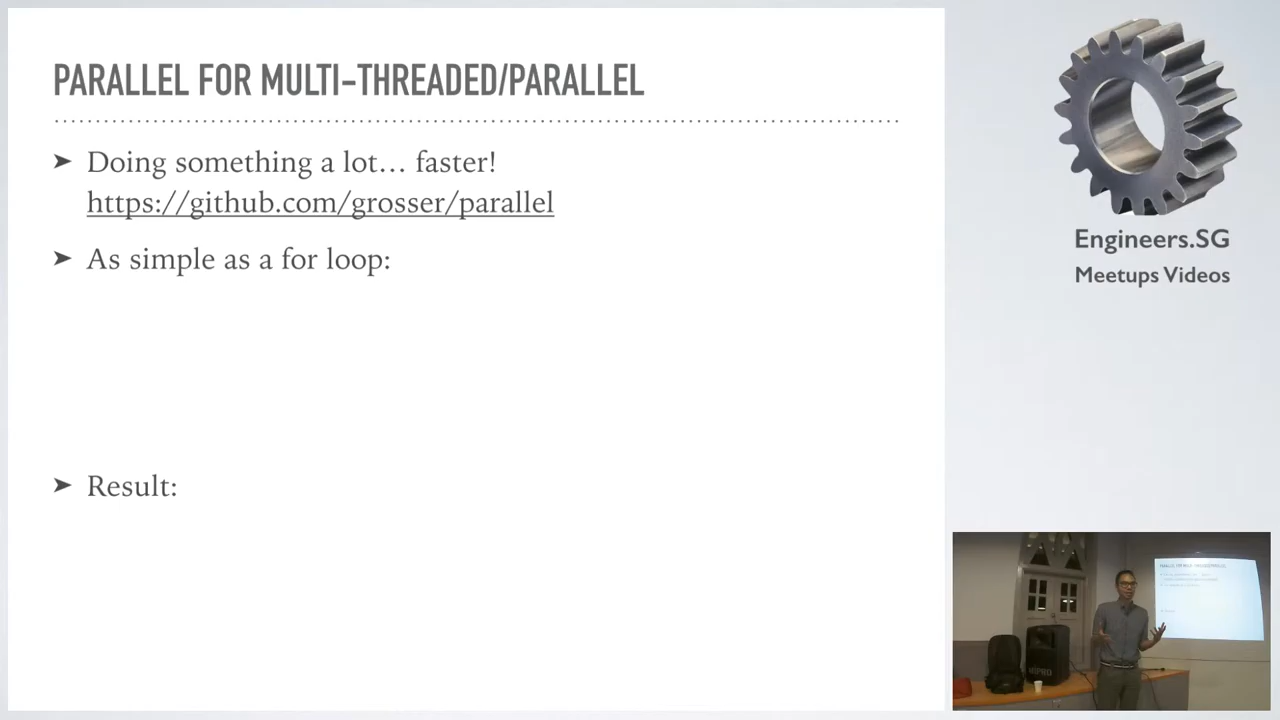 PARALLEL FOR MULTI-THREADED/PARALLEL
➤ Doing something a lot… faster!
https://github.com/grosser/parallel
➤ As simple as a for loop:
➤ Result:
Engineers.SG
Meetups Videos